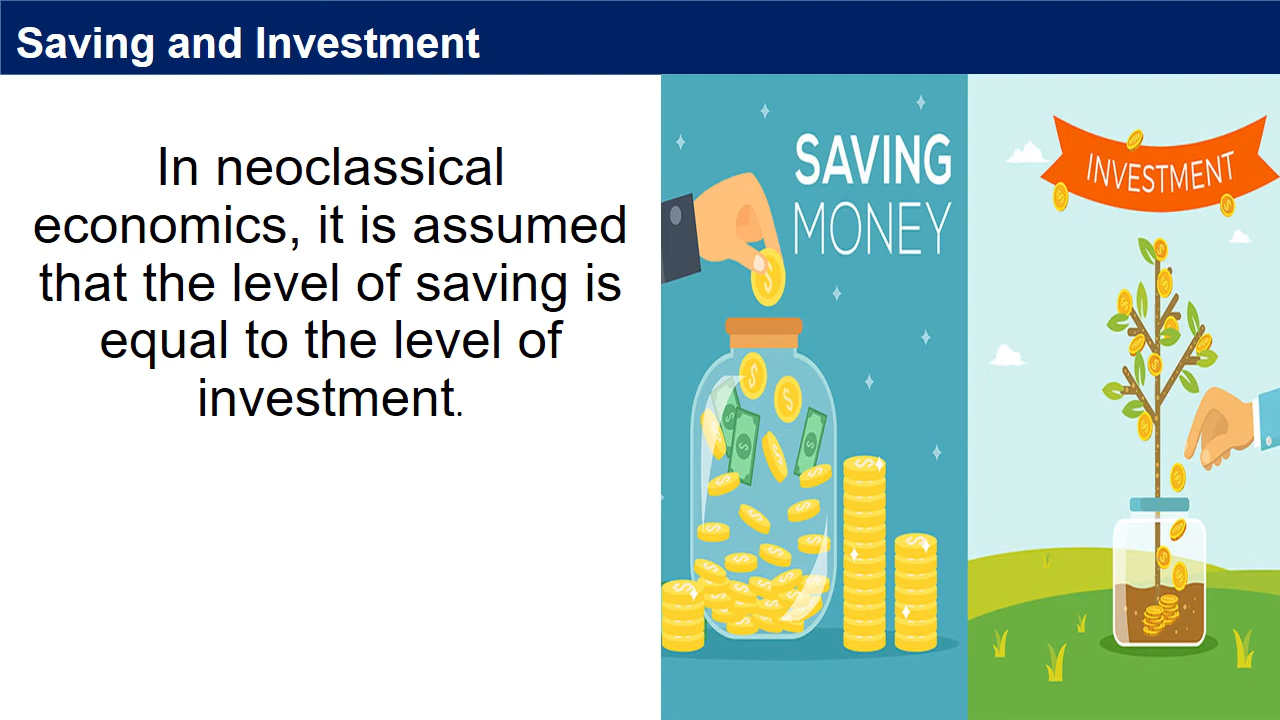 Saving and Investment
In neoclassical
economics, it is assumed
that the level of saving is
equal to the level of
investment.
SAVING
MONEY
INVESTMENT